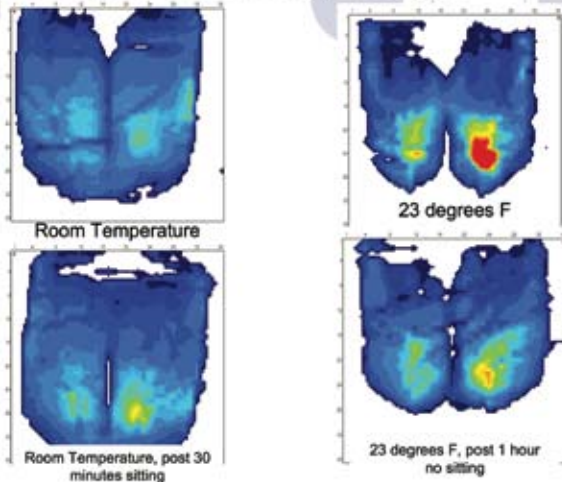 Room Temperature
23 degrees F
Room Temperature, post 30
minutes sitting
23 degrees F, post 1 hour
no sitting